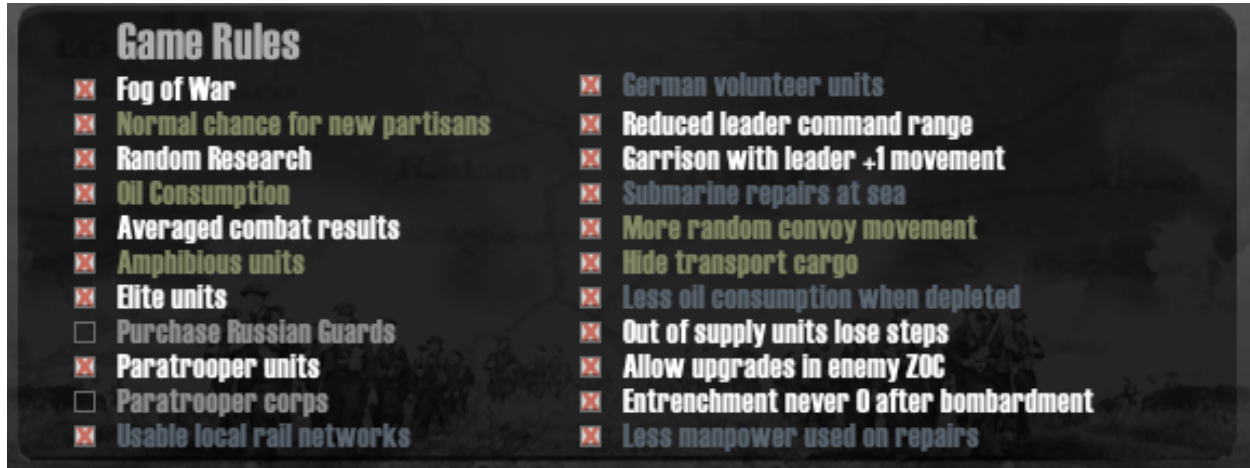 Game Rules
Fog of War
Normal chance for new partisans
Random Research
Oil Consumption
Averaged combat results
Amphibious units
Elite units
Purchase Russian Guards
Paratrooper units
Paratrooper corps
Usable local rail networks
German volunteer units
Reduced leader command range
Garrison with leader +1 movement
Submarine repairs at sea
More random convoy movement
Hide transport cargo
Less oil consumption when depleted
Out of supply units lose steps
Allow upgrades in enemy ZOC
Entrenchment never 0 after bombardment
Less manpower used on repairs